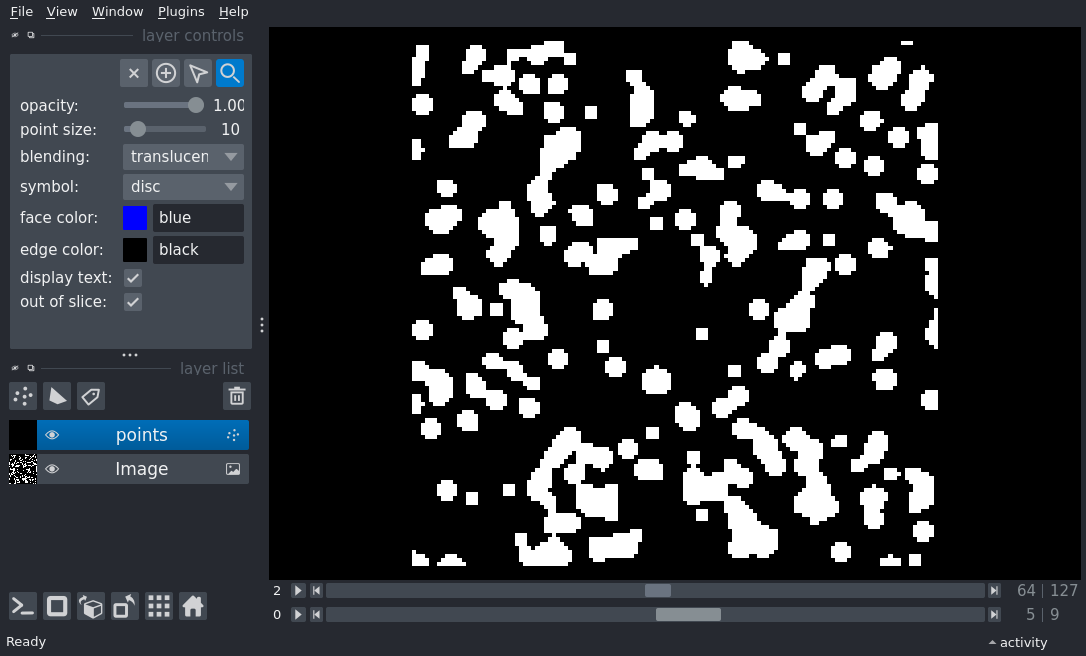 File View Window Plugins Help
layer controls
opacity: 1.00
point size: 10
blending: translucen
symbol: disc
face color: blue
edge color: black
display text:
out of slice:
layer list
points
Image
2 64 | 127
0 5 | 9
Ready activity